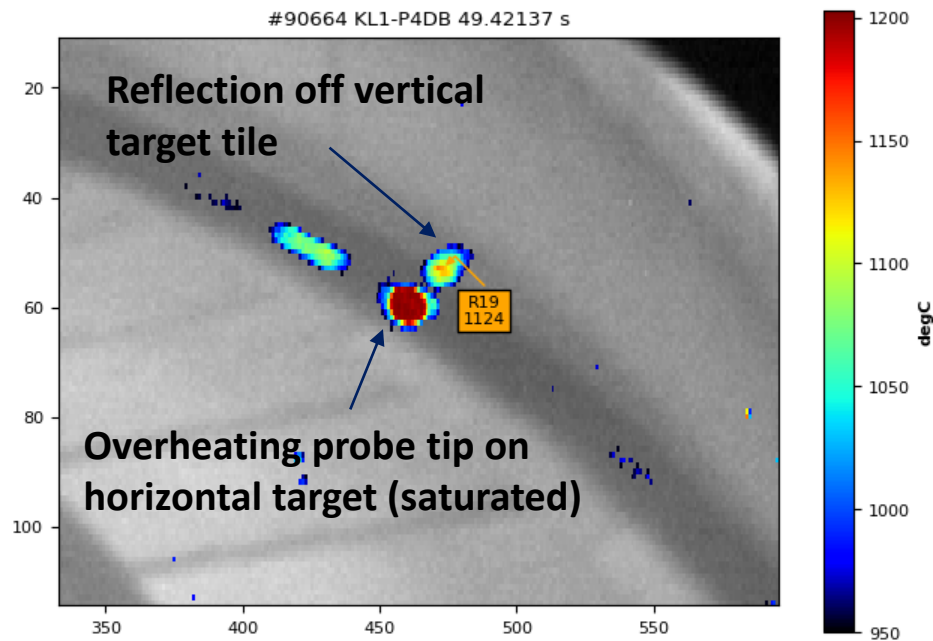 #90664 KL1-P4DB 49.42137 s
Reflection off vertical
target tile
R19
1124
Overheating probe tip on
horizontal target (saturated)
20
40
60
80
100
350
400
450
500
550
1200
1150
1100
1050
1000
950
degC